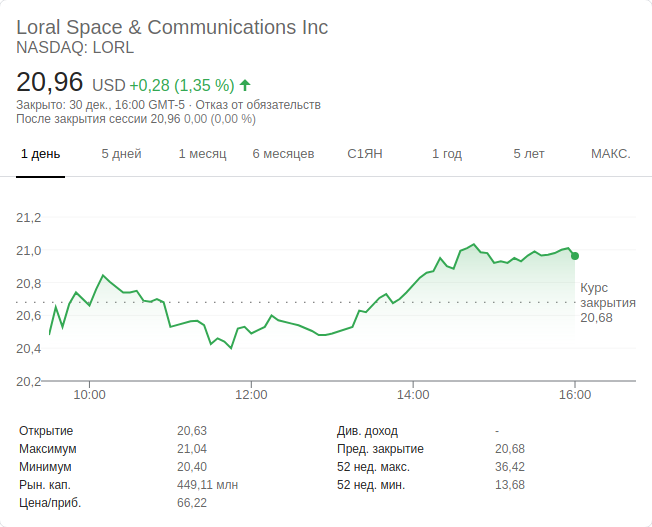 Loral Space & Communications Inc
NASDAQ: LORL
20,96 USD +0,28 (1,35 %)
Закрыто: 30 дек., 16:00 GMT-5 · Отказ от обязательств
После закрытия сессии 20,96 0,00 (0,00 %)
1 день 5 дней 1 месяц 6 месяцев С1ЯН 1 год 5 лет МАКС.
21,2
21,0
20,8
20,6
20,4
20,2
Курс
закрытия
20,68
10:00 12:00 14:00 16:00
Открытие 20,63 Див. доход -
Максимум 21,04 Пред. закрытие 20,68
Минимум 20,40 52 нед. макс. 36,42
Рын. кап. 449,11 млн 52 нед. мин. 13,68
Цена/приб. 66,22